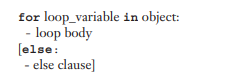 for loop_variable in object:
- loop body
[else:
- else clause]